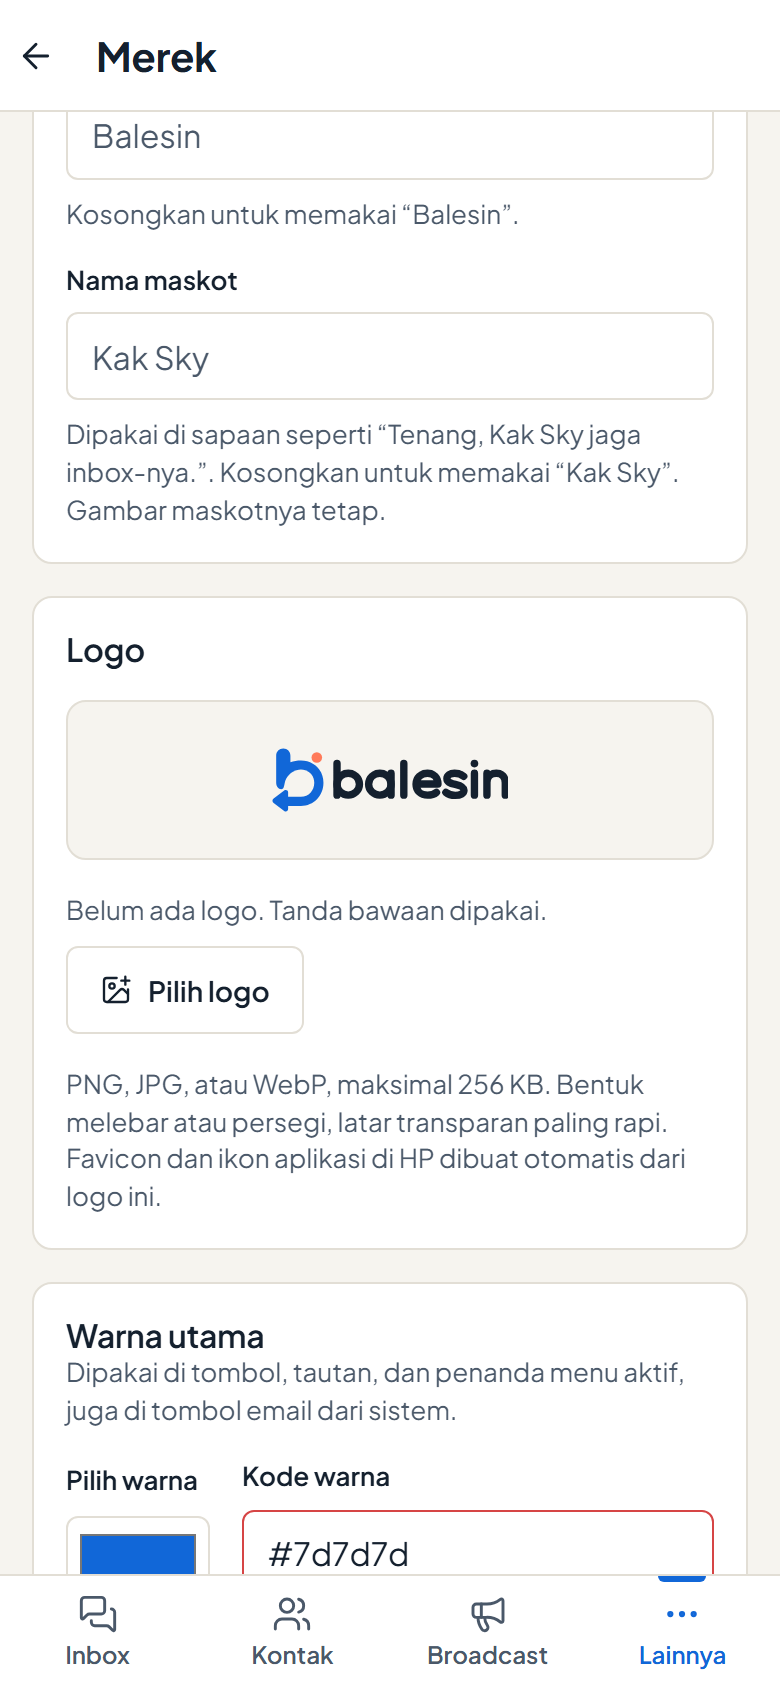 Merek
Balesin
Kosongkan untuk memakai “Balesin”.
Nama maskot
Kak Sky
Dipakai di sapaan seperti “Tenang, Kak Sky jaga
inbox-nya.”. Kosongkan untuk memakai “Kak Sky”.
Gambar maskotnya tetap.
Logo
balesin
Belum ada logo. Tanda bawaan dipakai.
Pilih logo
PNG, JPG, atau WebP, maksimal 256 KB. Bentuk
melebar atau persegi, latar transparan paling rapi.
Favicon dan ikon aplikasi di HP dibuat otomatis dari
logo ini.
Warna utama
Dipakai di tombol, tautan, dan penanda menu aktif,
juga di tombol email dari sistem.
Pilih warna
Kode warna
#7d7d7d
Inbox
Kontak
Broadcast
Lainnya